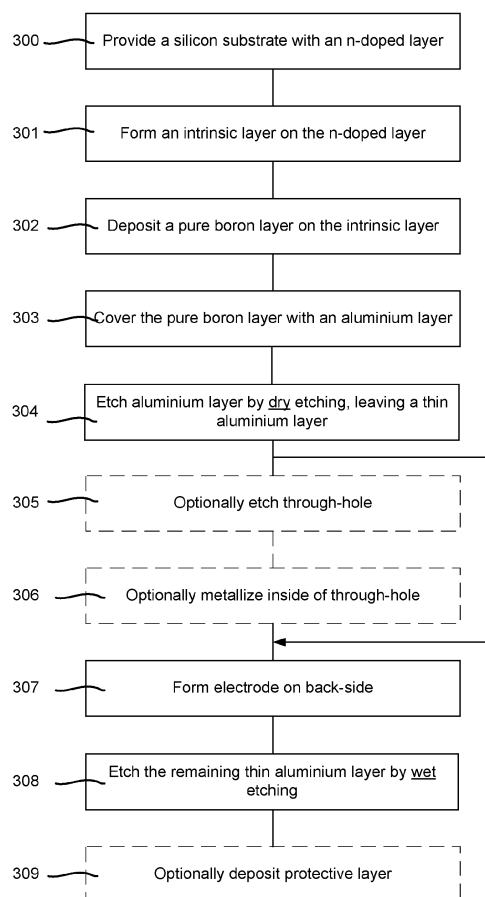 300 Provide a silicon substrate with an n-doped layer
301 Form an intrinsic layer on the n-doped layer
302 Deposit a pure boron layer on the intrinsic layer
303 Cover the pure boron layer with an aluminium layer
304 Etch aluminium layer by dry etching, leaving a thin
aluminium layer
305 Optionally etch through-hole
306 Optionally metallize inside of through-hole
307 Form electrode on back-side
308 Etch the remaining thin aluminium layer by wet
etching
309 Optionally deposit protective layer